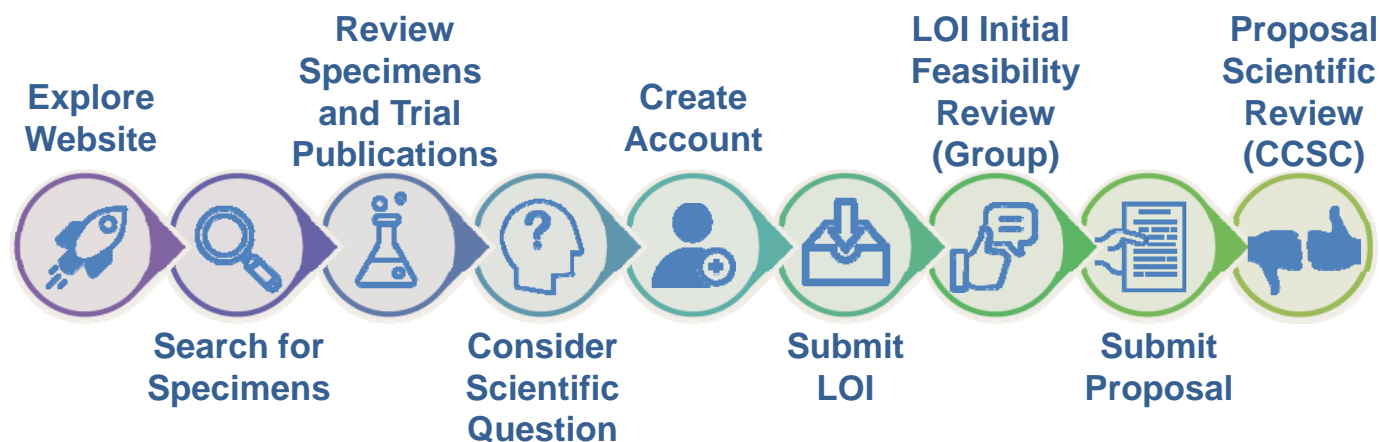 Explore
Website
Search for
Specimens
Review
Specimens
and Trial
Publications
Consider
Scientific
Question
Create
Account
Submit
LOI
LOI Initial
Feasibility
Review
(Group)
Submit
Proposal
Proposal
Scientific
Review
(CCSC)